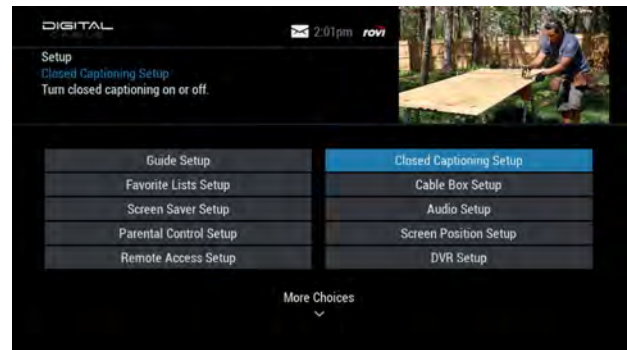 DIGITAL
CABLE
2:01pm rovi
Setup
Closed Captioning Setup
Turn closed captioning on or off.
Guide Setup
Closed Captioning Setup
Favorite Lists Setup
Cable Box Setup
Screen Saver Setup
Audio Setup
Parental Control Setup
Screen Position Setup
Remote Access Setup
DVR Setup
More Choices